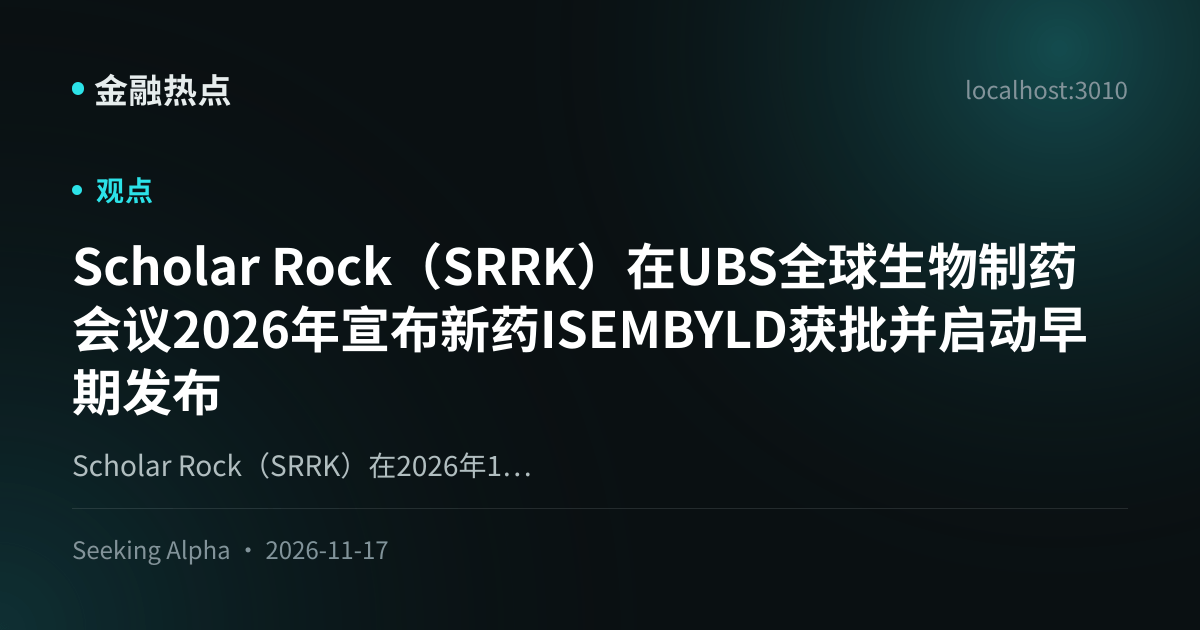 金融热点
localhost:3010
观点
Scholar Rock（SRRK）在UBS全球生物制药
会议2026年宣布新药ISEMBYLD获批并启动早
期发布
Scholar Rock（SRRK）在2026年1…
Seeking Alpha · 2026-11-17